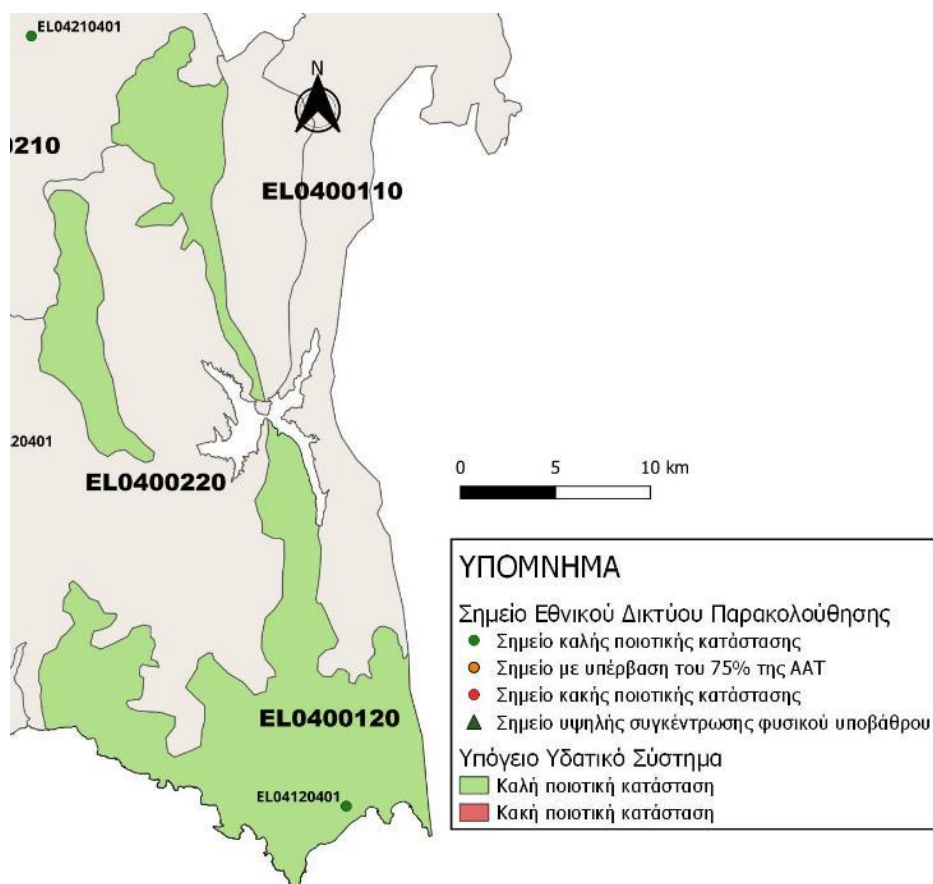 EL04210401
N
0210
EL0400110
20401
EL0400220
0 5 10 km
ΥΠΟΜΝΗΜΑ
Σημείο Εθνικού Δικτύου Παρακολούθησης
Σημείο καλής ποιοτικής κατάστασης
Σημείο με υπέρβαση του 75% της ΑΑΤ
Σημείο κακής ποιοτικής κατάστασης
Σημείο υψηλής συγκέντρωσης φυσικού υποβάθρου
Υπόγειο Υδατικό Σύστημα
Καλή ποιοτική κατάσταση
Κακή ποιοτική κατάσταση
EL0400120
EL04120401